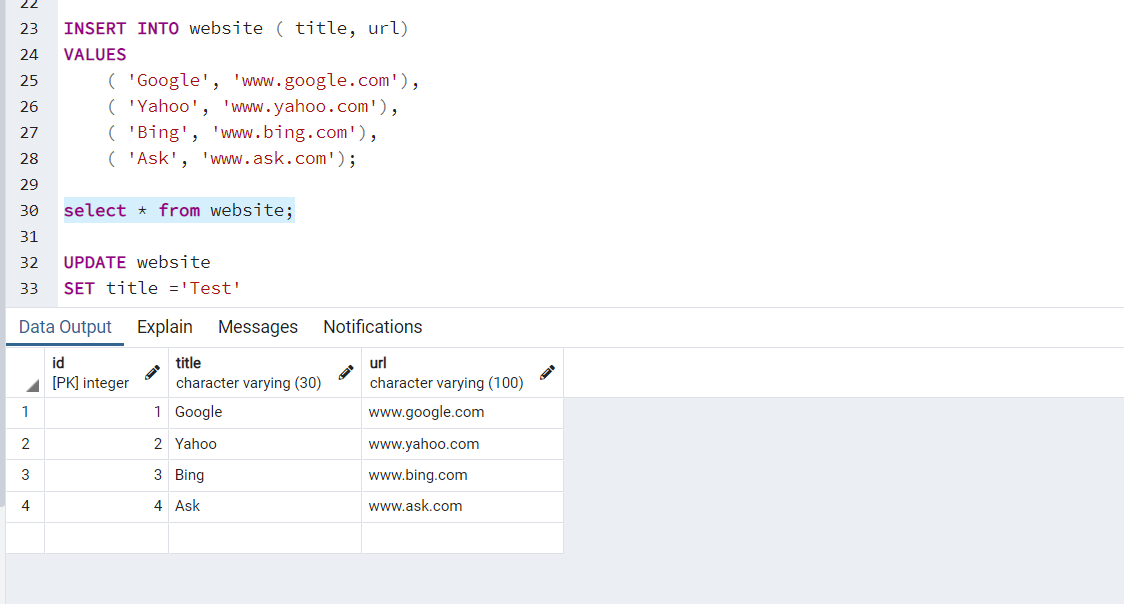 22
23 INSERT INTO website ( title, url)
24 VALUES
25 ( 'Google', 'www.google.com'),
26 ( 'Yahoo', 'www.yahoo.com'),
27 ( 'Bing', 'www.bing.com'),
28 ( 'Ask', 'www.ask.com');
29
30 select * from website;
31
32 UPDATE website
33 SET title ='Test'
Data Output Explain Messages Notifications
id title url
[PK] integer character varying (30) character varying (100)
1 1 Google www.google.com
2 2 Yahoo www.yahoo.com
3 3 Bing www.bing.com
4 4 Ask www.ask.com